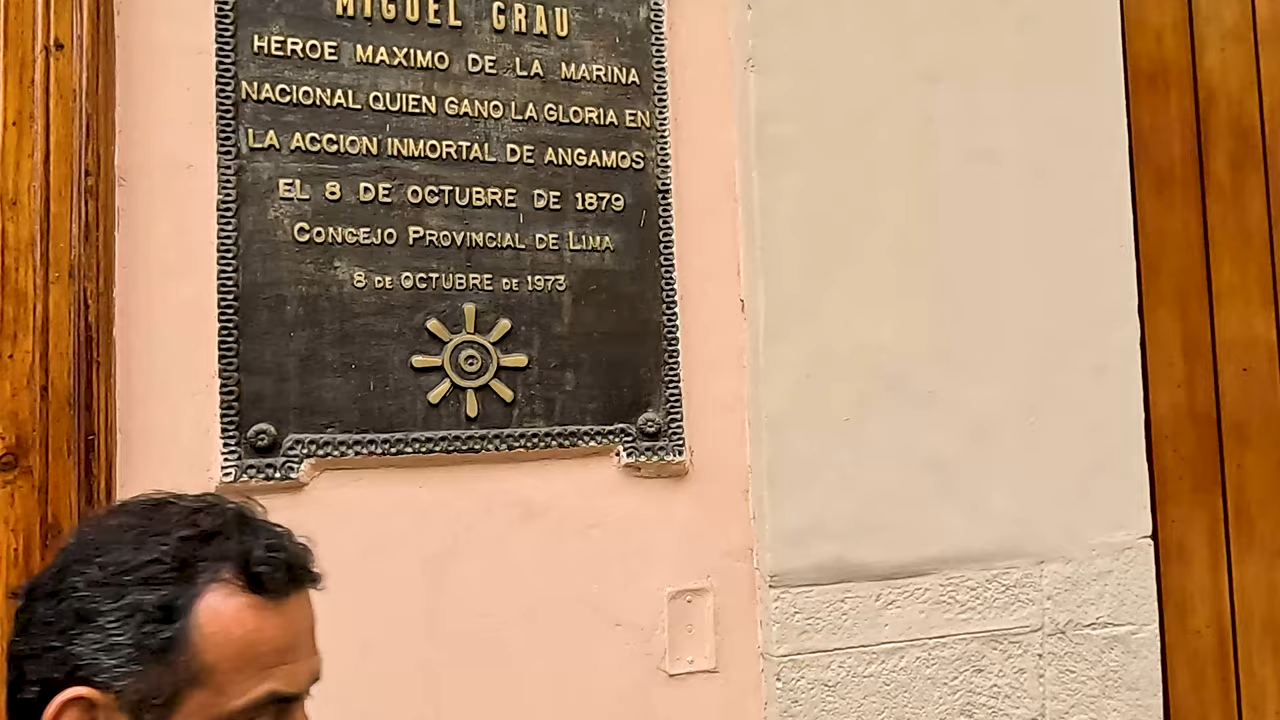 MIGUEL GRAU
HEROE MAXIMO DE LA MARINA
NACIONAL QUIEN GANO LA GLORIA EN
LA ACCION INMORTAL DE ANGAMOS
EL 8 DE OCTUBRE DE 1879
CONCEJO PROVINCIAL DE LIMA
8 DE OCTUBRE DE 1973